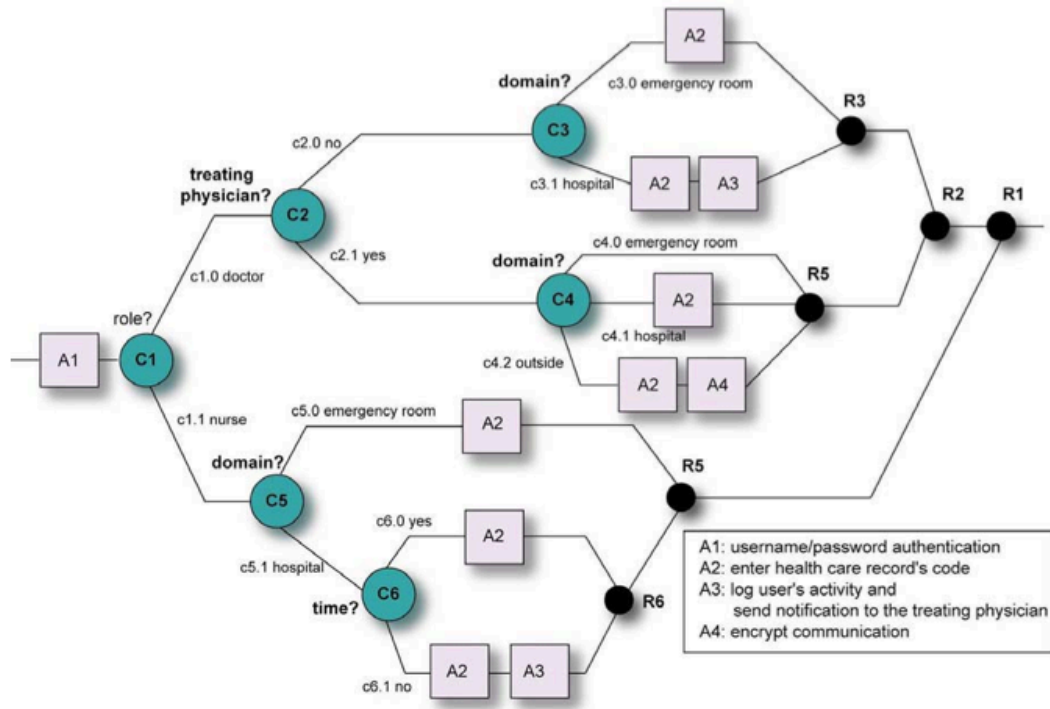 A2
domain?
c3.0 emergency room
R3
C3
c2.0 no
c3.1 hospital
A2
A3
treating
physician?
C2
R2
R1
c2.1 yes
c4.0 emergency room
domain?
R5
c1.0 doctor
C4
A2
role?
c4.1 hospital
A1
C1
c4.2 outside
A2
A4
c1.1 nurse
c5.0 emergency room
A2
domain?
R5
C5
c6.0 yes
A2
c5.1 hospital
C6
time?
R6
A2
A3
c6.1 no
A1: username/password authentication
A2: enter health care record's code
A3: log user's activity and
send notification to the treating physician
A4: encrypt communication